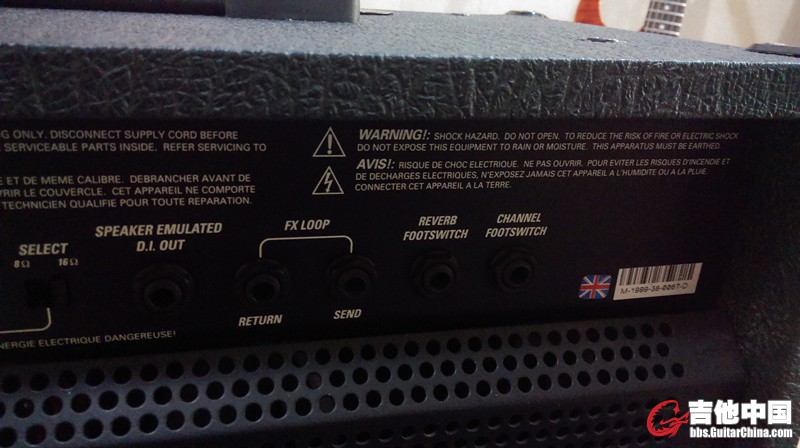 NG ONLY. DISCONNECT SUPPLY CORD BEFORE
SERVICEABLE PARTS INSIDE. REFER SERVICING TO
E ET DE MEME CALIBRE. DEBRANCHER AVANT DE
VRIR LE COUVERCLE. CET APPAREIL NE COMPORTE
TECHNICIEN QUALIFIE POUR TOUTE REPARATION.
WARNING!: SHOCK HAZARD. DO NOT OPEN. TO REDUCE THE RISK OF FIRE OR ELECTRIC SHOCK
DO NOT EXPOSE THIS EQUIPMENT TO RAIN OR MOISTURE. THIS APPARATUS MUST BE EARTHED.
AVIS!: RISQUE DE CHOC ELECTRIQUE. NE PAS OUVRIR. POUR EVITER LES RISQUES D'INCENDIE ET
DE DECHARGES ELECTRIQUES, N'EXPOSEZ JAMAIS CET APPAREIL A L'HUMIDITE OU A LA PLUIE.
CONNECTER CET APPAREIL A LA TERRE.
SELECT
8Ω 16Ω
SPEAKER EMULATED
D.I. OUT
FX LOOP
RETURN
SEND
REVERB
FOOTSWITCH
CHANNEL
FOOTSWITCH
M-1999-38-0067-D
NERGIE ELECTRIQUE DANGEREUSE!
吉他中国
bbs.GuitarChina.com